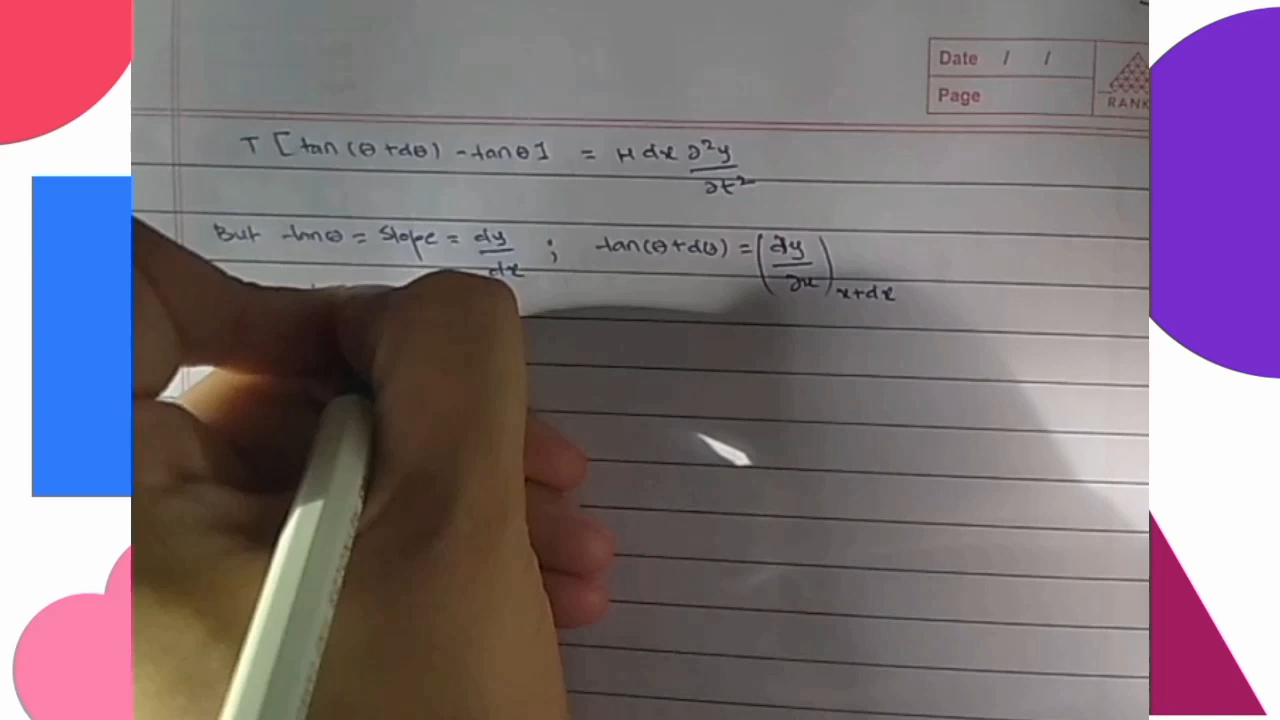 Date / /
Page
RANK
T [tan(θ+dθ) - tanθ] = μ dx ∂²y/∂t²
But tanθ = Slope = dy/dx ; tan(θ+dθ) = (∂y/∂x)x+dx